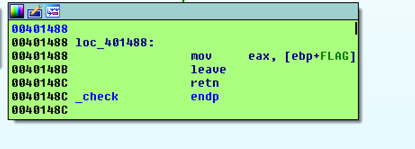 00401488
00401488 loc_401488:
00401488 mov eax, [ebp+FLAG]
0040148B leave
0040148C retn
0040148C _check endp
0040148C